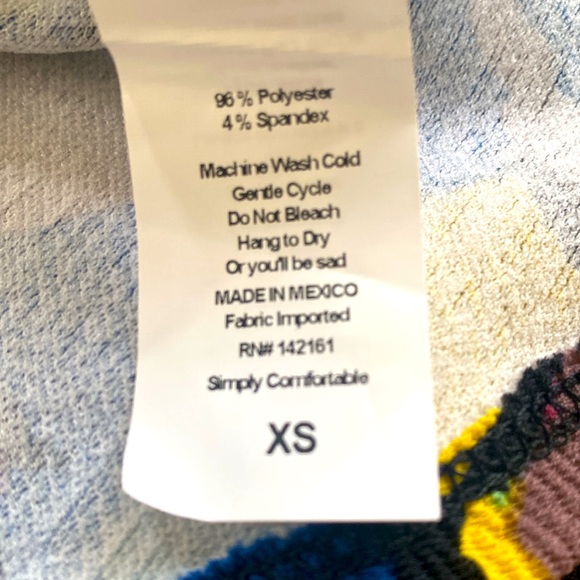 96% Polyester
4% Spandex
Machine Wash Cold
Gentle Cycle
Do Not Bleach
Hang to Dry
Or you'll be sad
MADE IN MEXICO
Fabric Imported
RN# 142161
Simply Comfortable
XS